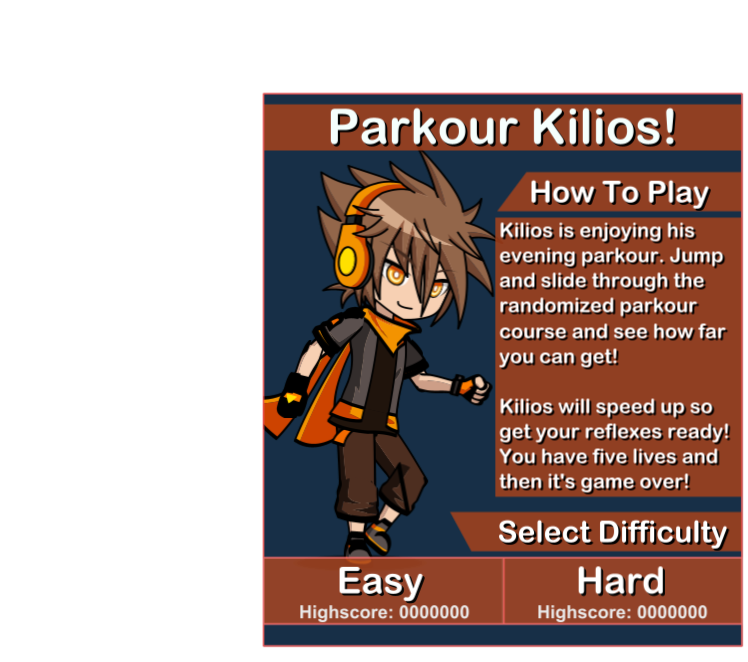 Parkour Kilios!
How To Play
Kilios is enjoying his
evening parkour. Jump
and slide through the
randomized parkour
course and see how far
you can get!
Kilios will speed up so
get your reflexes ready!
You have five lives and
then it's game over!
Select Difficulty
Easy
Highscore: 0000000
Hard
Highscore: 0000000